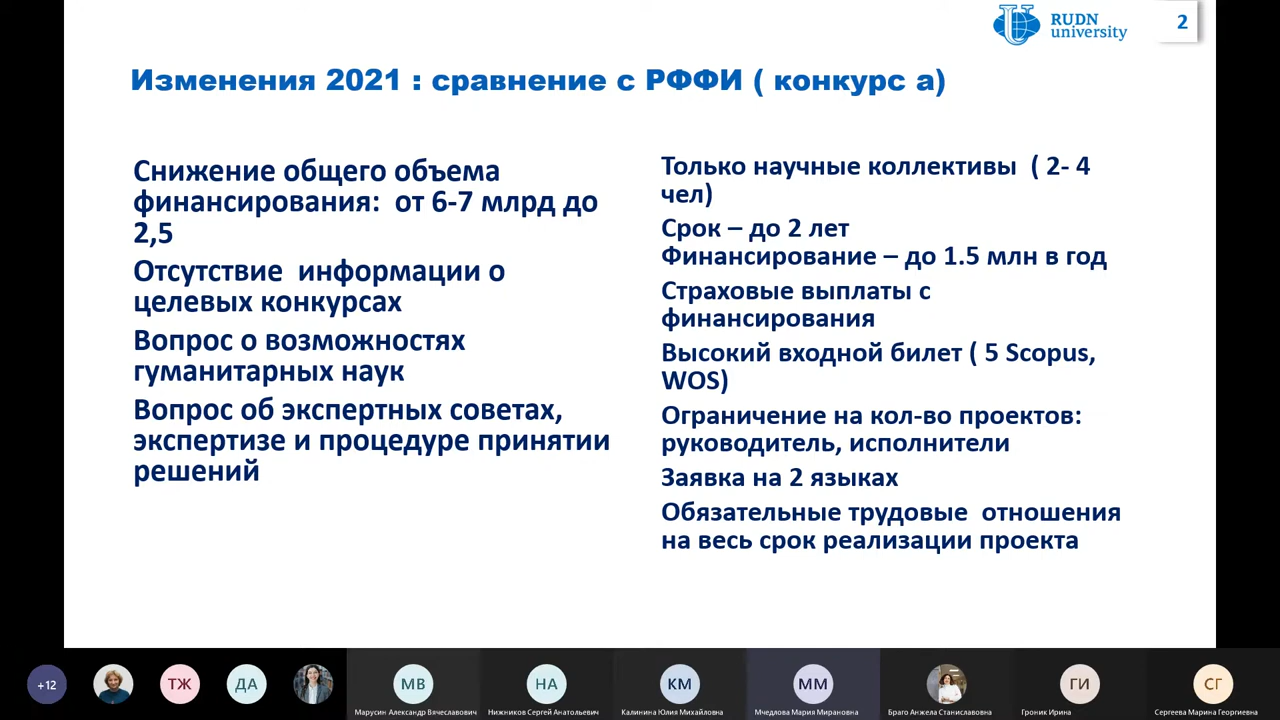 RUDN
university
2
Изменения 2021 : сравнение с РФФИ ( конкурс а)
Снижение общего объема
финансирования:  от 6-7 млрд до
2,5
Отсутствие  информации о
целевых конкурсах
Вопрос о возможностях
гуманитарных наук
Вопрос об экспертных советах,
экспертизе и процедуре принятии
решений
Только научные коллективы  ( 2- 4
чел)
Срок – до 2 лет
Финансирование – до 1.5 млн в год
Страховые выплаты с
финансирования
Высокий входной билет ( 5 Scopus,
WOS)
Ограничение на кол-во проектов:
руководитель, исполнители
Заявка на 2 языках
Обязательные трудовые  отношения
на весь срок реализации проекта
+12
ТЖ
ДА
МВ
НА
КМ
ММ
ГИ
СГ
Марусин Александр Вячеславович
Нижников Сергей Анатольевич
Калинина Юлия Михайловна
Мчедлова Мария Мирановна
Браго Анжела Станиславовна
Гроник Ирина
Сергеева Марина Георгиевна